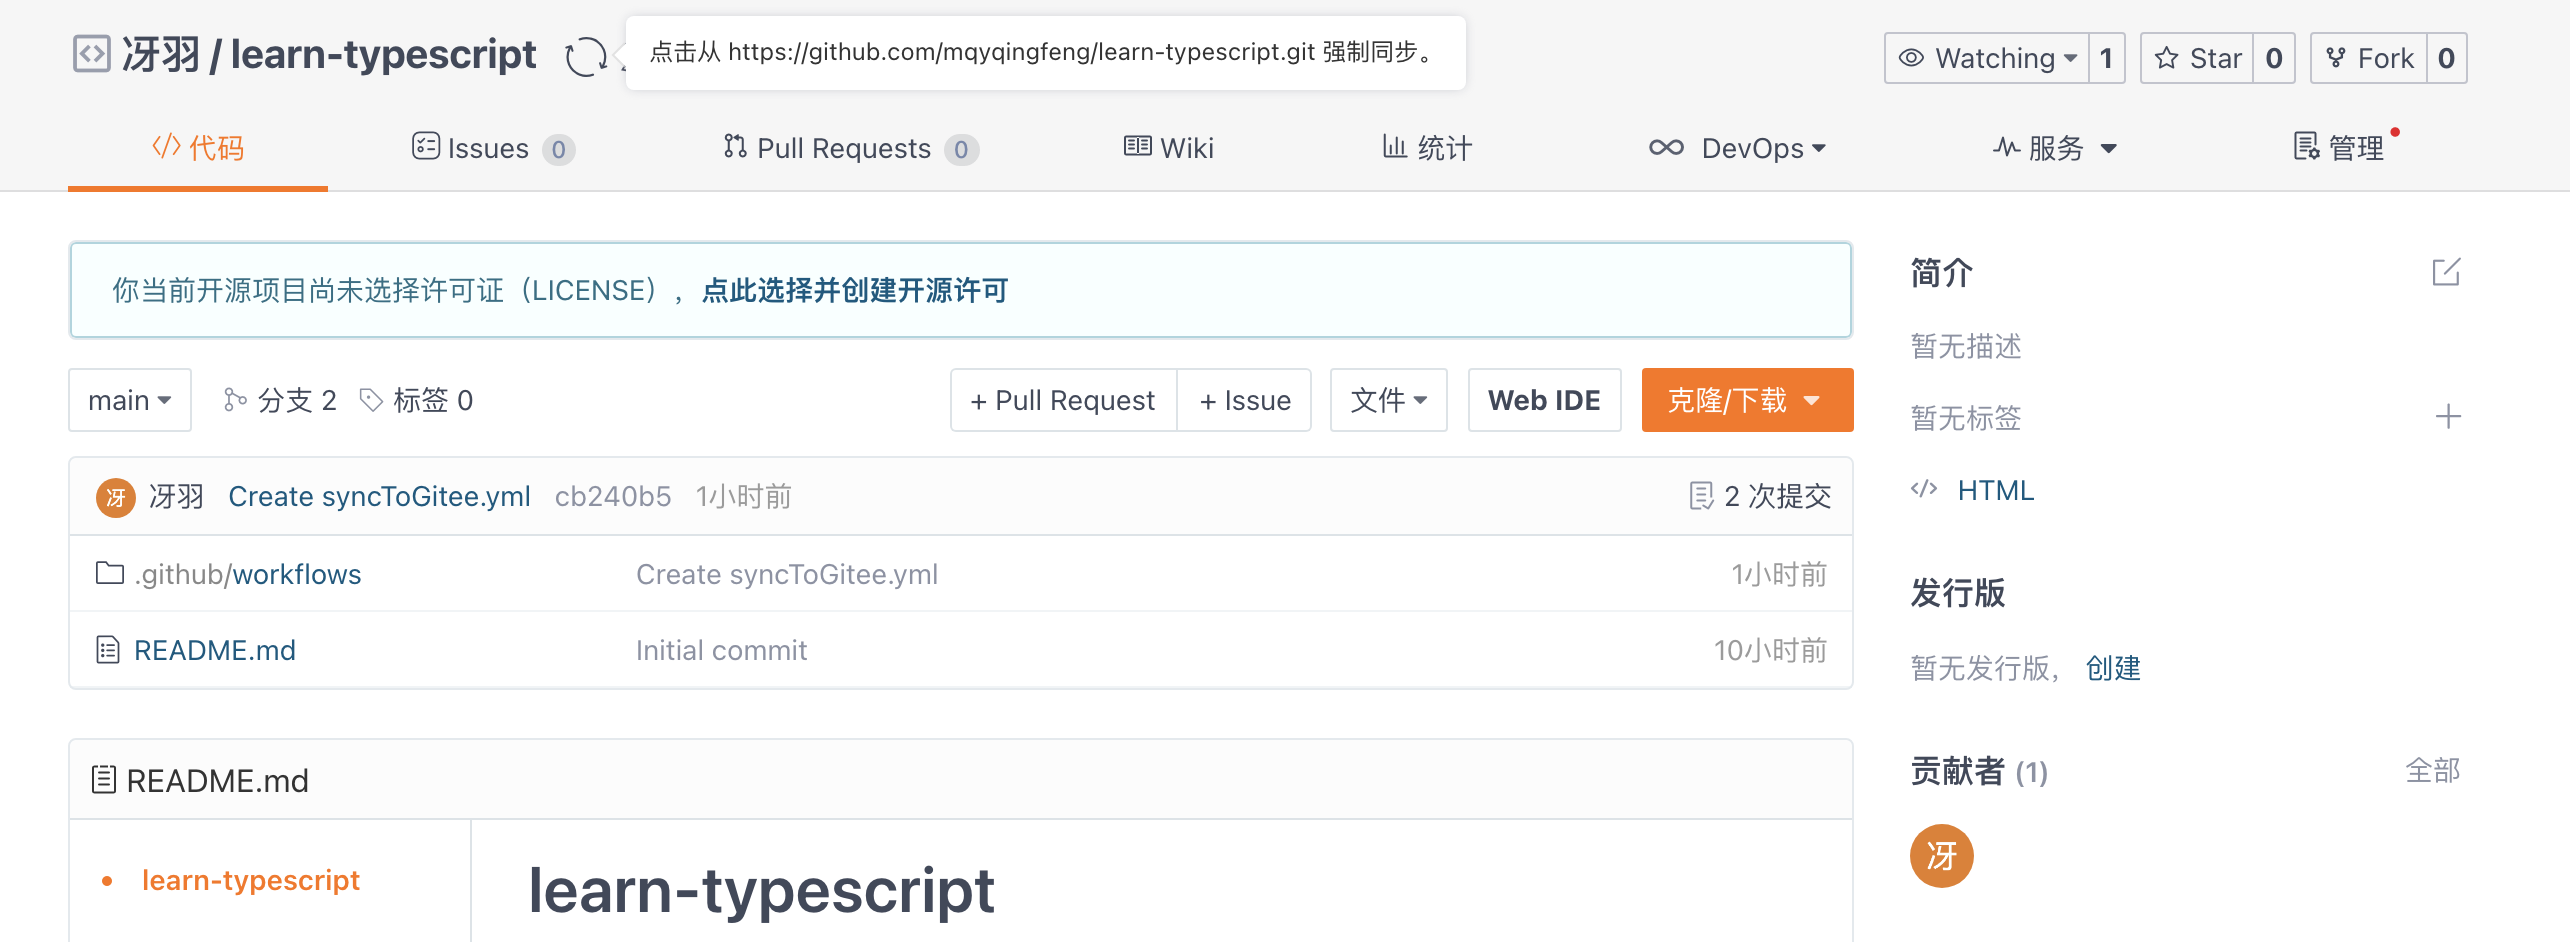 冴羽 / learn-typescript
点击从 https://github.com/mqyqingfeng/learn-typescript.git 强制同步。
Watching 1 Star 0 Fork 0
代码 Issues 0 Pull Requests 0 Wiki 统计 DevOps 服务 管理
你当前开源项目尚未选择许可证（LICENSE），点此选择并创建开源许可
main 分支 2 标签 0 + Pull Request + Issue 文件 Web IDE 克隆/下载
冴 冴羽 Create syncToGitee.yml cb240b5 1小时前 2 次提交
.github/workflows Create syncToGitee.yml 1小时前
README.md Initial commit 10小时前
README.md
learn-typescript
learn-typescript
简介
暂无描述
暂无标签
HTML
发行版
暂无发行版，创建
贡献者 (1) 全部
冴